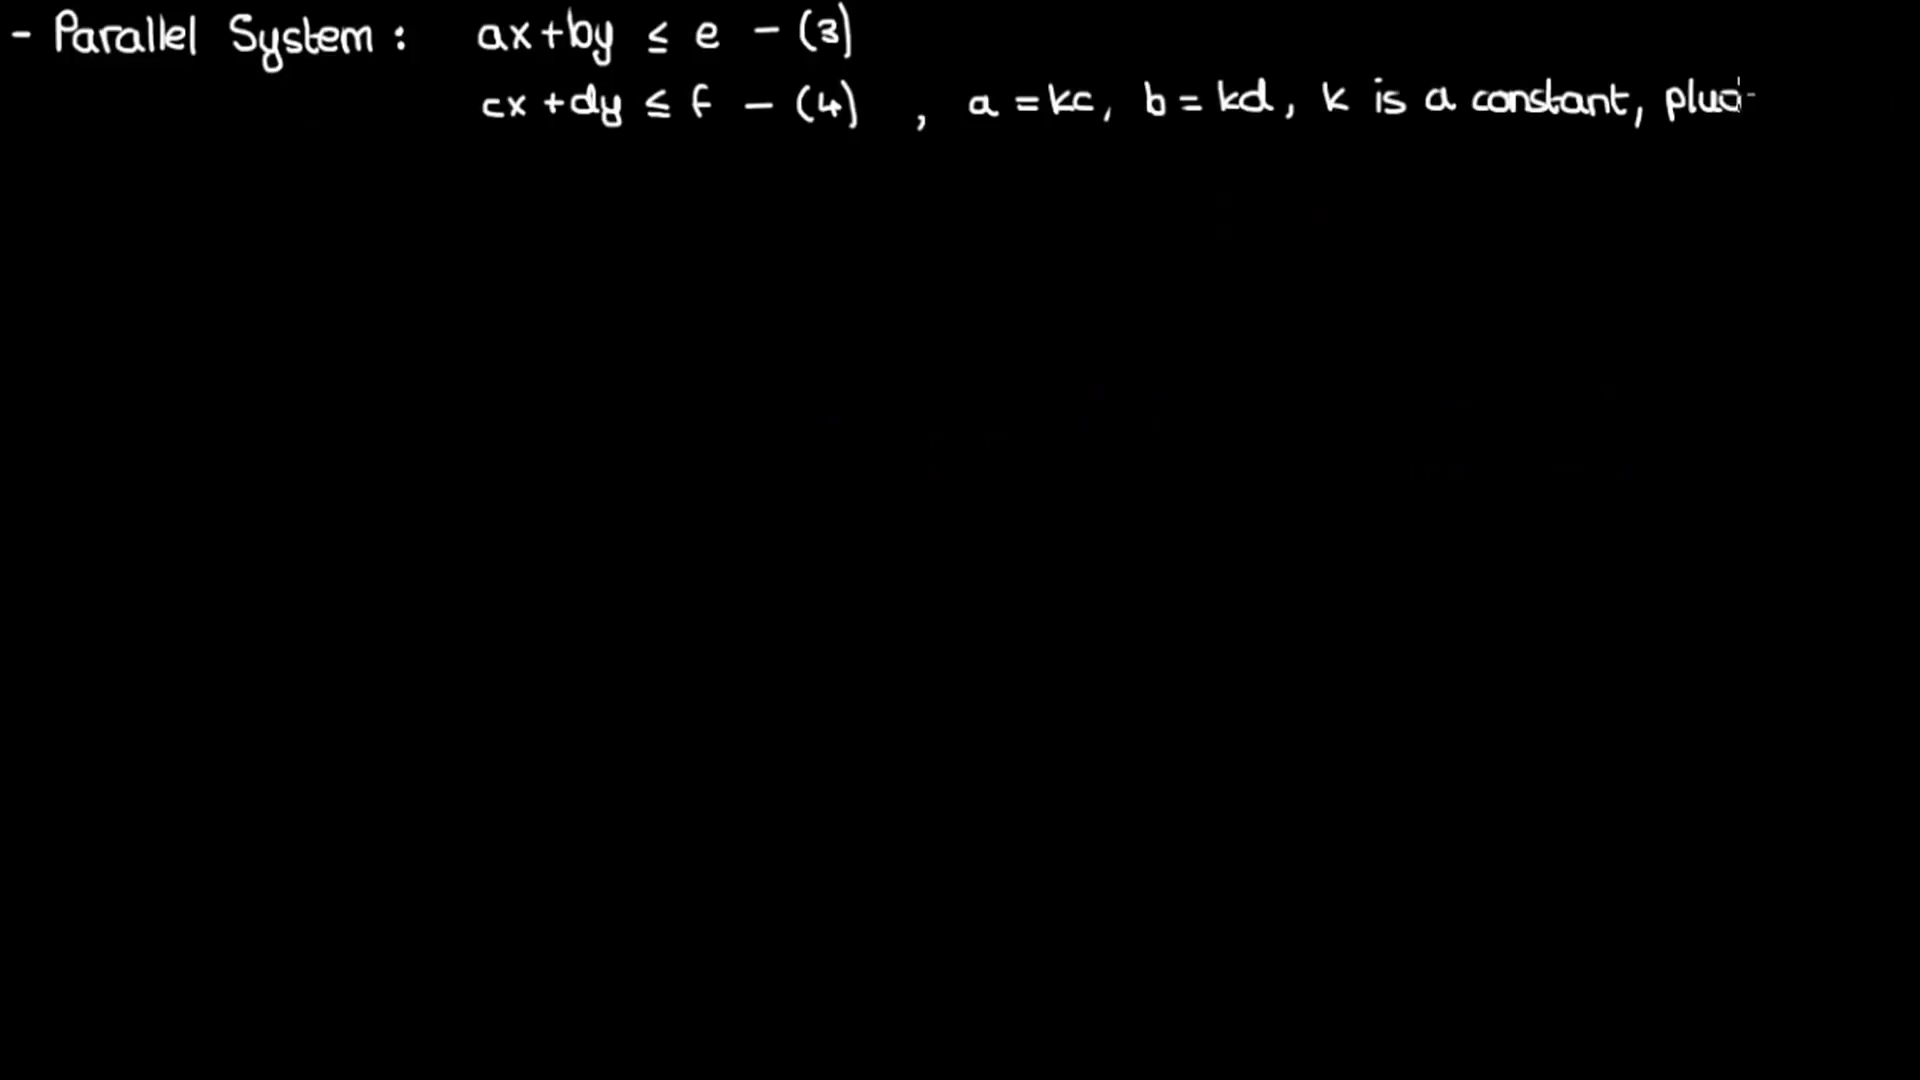 - Parallel System : ax+by ≤ e - (3)
cx +dy ≤ f - (4) , a = kc, b = kd, k is a constant,